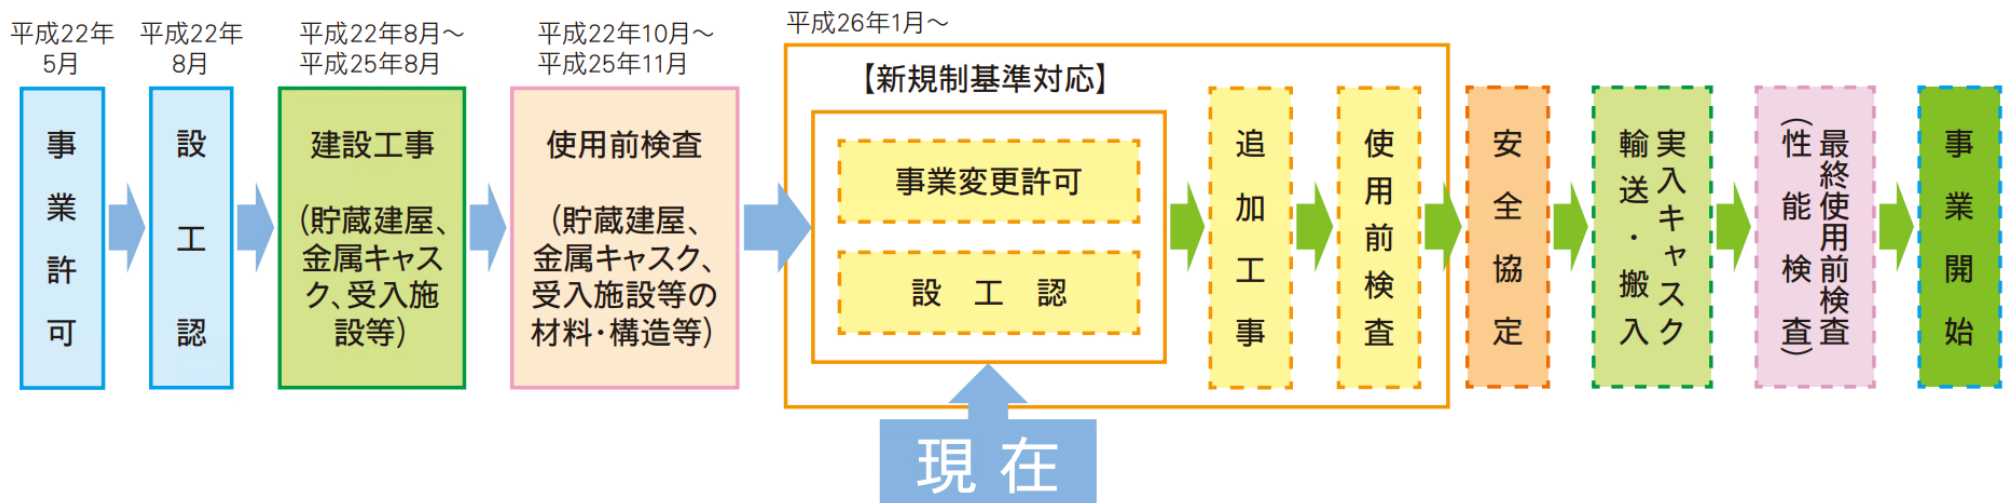 平成22年
5月
事業許可
平成22年
8月
設工認
平成22年8月～
平成25年8月
建設工事
(貯蔵建屋、
金属キャス
ク、受入施
設等)
平成22年10月～
平成25年11月
使用前検査
(貯蔵建屋、
金属キャスク、
受入施設等の
材料・構造等)
平成26年1月～
【新規制基準対応】
事業変更許可
設工認
追加工事
使用前検査
安全協定
実入キャスク
輸送・搬入
最終使用前検査
(性能検査)
事業開始
現在